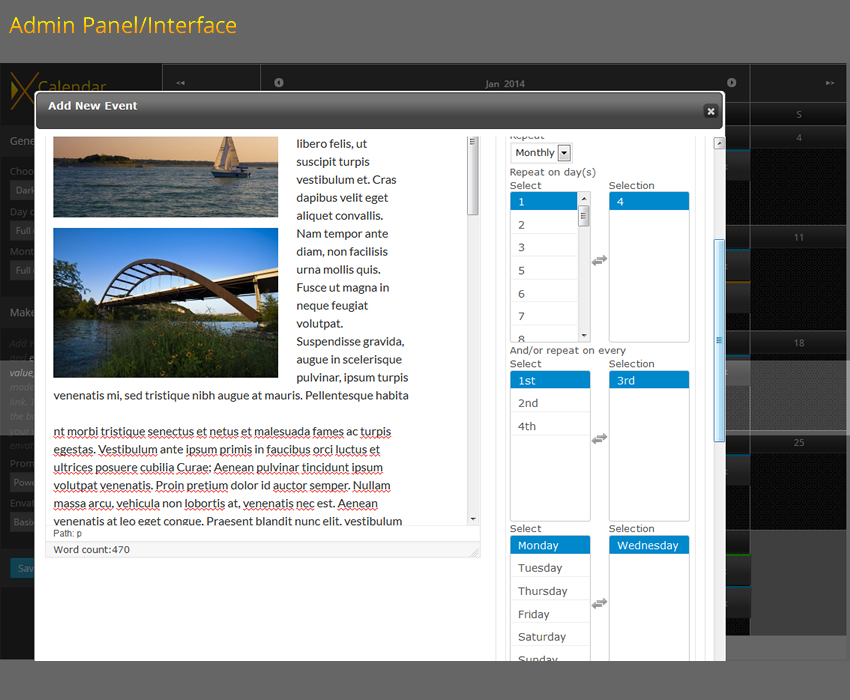 Admin Panel/Interface
Calendar
Jan 2014
Add New Event
S
4
11
18
25
libero felis, ut
suscipit turpis
vestibulum et. Cras
dapibus velit eget
aliquet convallis.
Nam tempor ante
diam, non facilisis
urna mollis quis.
Fusce ut magna in
neque feugiat
volutpat.
Suspendisse gravida,
augue in scelerisque
pulvinar, ipsum turpis
venenatis mi, sed tristique nibh augue at mauris. Pellentesque habita
nt morbi tristique senectus et netus et malesuada fames ac turpis
egestas. Vestibulum ante ipsum primis in faucibus orci luctus et
ultrices posuere cubilia Curae; Aenean pulvinar tincidunt ipsum
volutpat venenatis. Proin pretium dolor id auctor semper. Nullam
massa arcu, vehicula non lobortis at, venenatis nec est. Aenean
venenatis at leo eget congue. Praesent blandit nunc elit, vestibulum
Path: p
Word count:470
Repeat
Monthly
Repeat on day(s)
Select
Selection
1
4
2
3
5
6
7
8
And/or repeat on every
Select
Selection
1st
3rd
2nd
4th
Select
Selection
Monday
Wednesday
Tuesday
Thursday
Friday
Saturday
Sunday